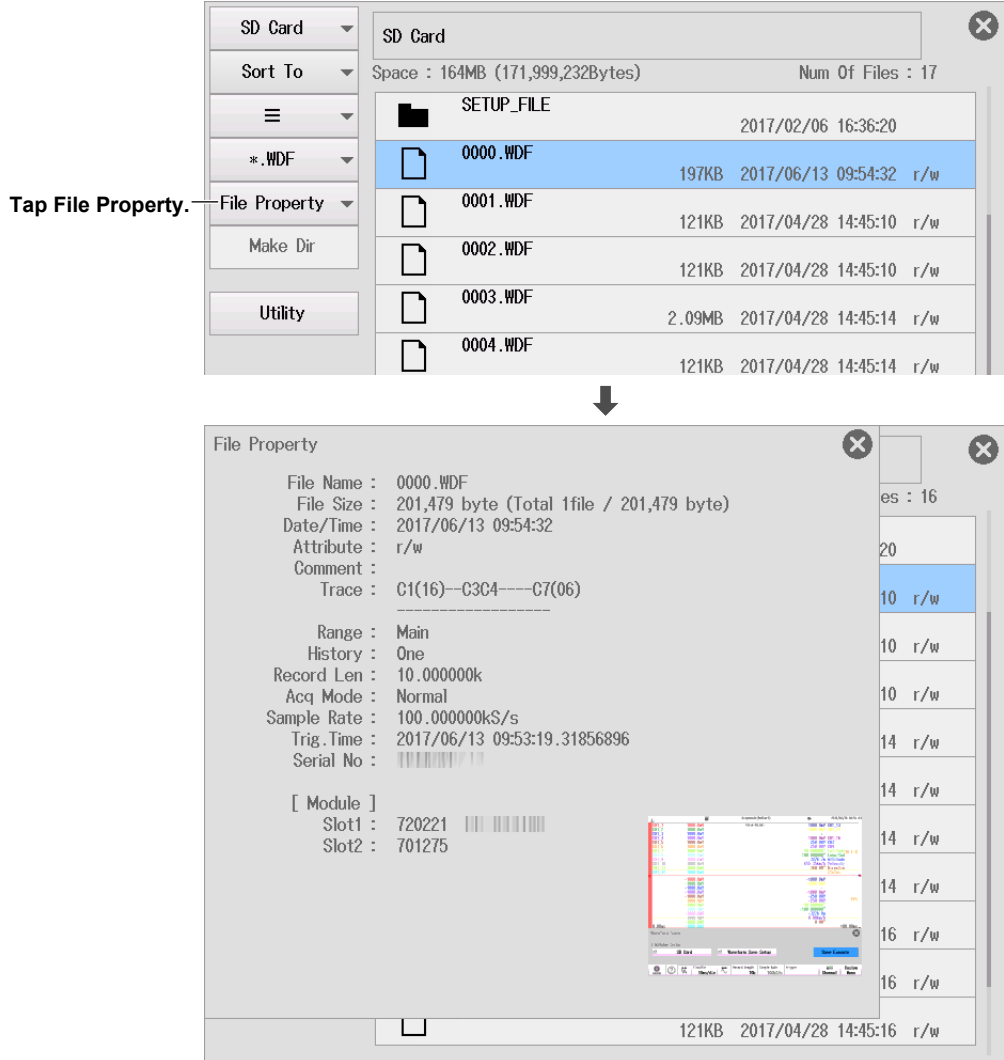 SD Card
SD Card
Sort To
Space : 164MB (171,999,232Bytes)
Num Of Files : 17
SETUP_FILE
2017/02/06 16:36:20
*.WDF
0000.WDF
197KB 2017/06/13 09:54:32 r/w
Tap File Property.
File Property
0001.WDF
121KB 2017/04/28 14:45:10 r/w
Make Dir
0002.WDF
121KB 2017/04/28 14:45:10 r/w
Utility
0003.WDF
2.09MB 2017/04/28 14:45:14 r/w
0004.WDF
121KB 2017/04/28 14:45:14 r/w
File Property
File Name : 0000.WDF
File Size : 201,479 byte (Total 1file / 201,479 byte)
es : 16
Date/Time : 2017/06/13 09:54:32
Attribute : r/w
20
Comment :
Trace : C1(16)--C3C4----C7(06)
------------------
10 r/w
Range : Main
History : One
10 r/w
Record Len : 10.000000k
Acq Mode : Normal
10 r/w
Sample Rate : 100.000000kS/s
Trig.Time : 2017/06/13 09:53:19.31856896
14 r/w
Serial No :
14 r/w
[ Module ]
Slot1 : 720221
Slot2 : 701275
14 r/w
14 r/w
16 r/w
SD Card
Waveform Save Setup
Save Execute
16 r/w
121KB 2017/04/28 14:45:16 r/w